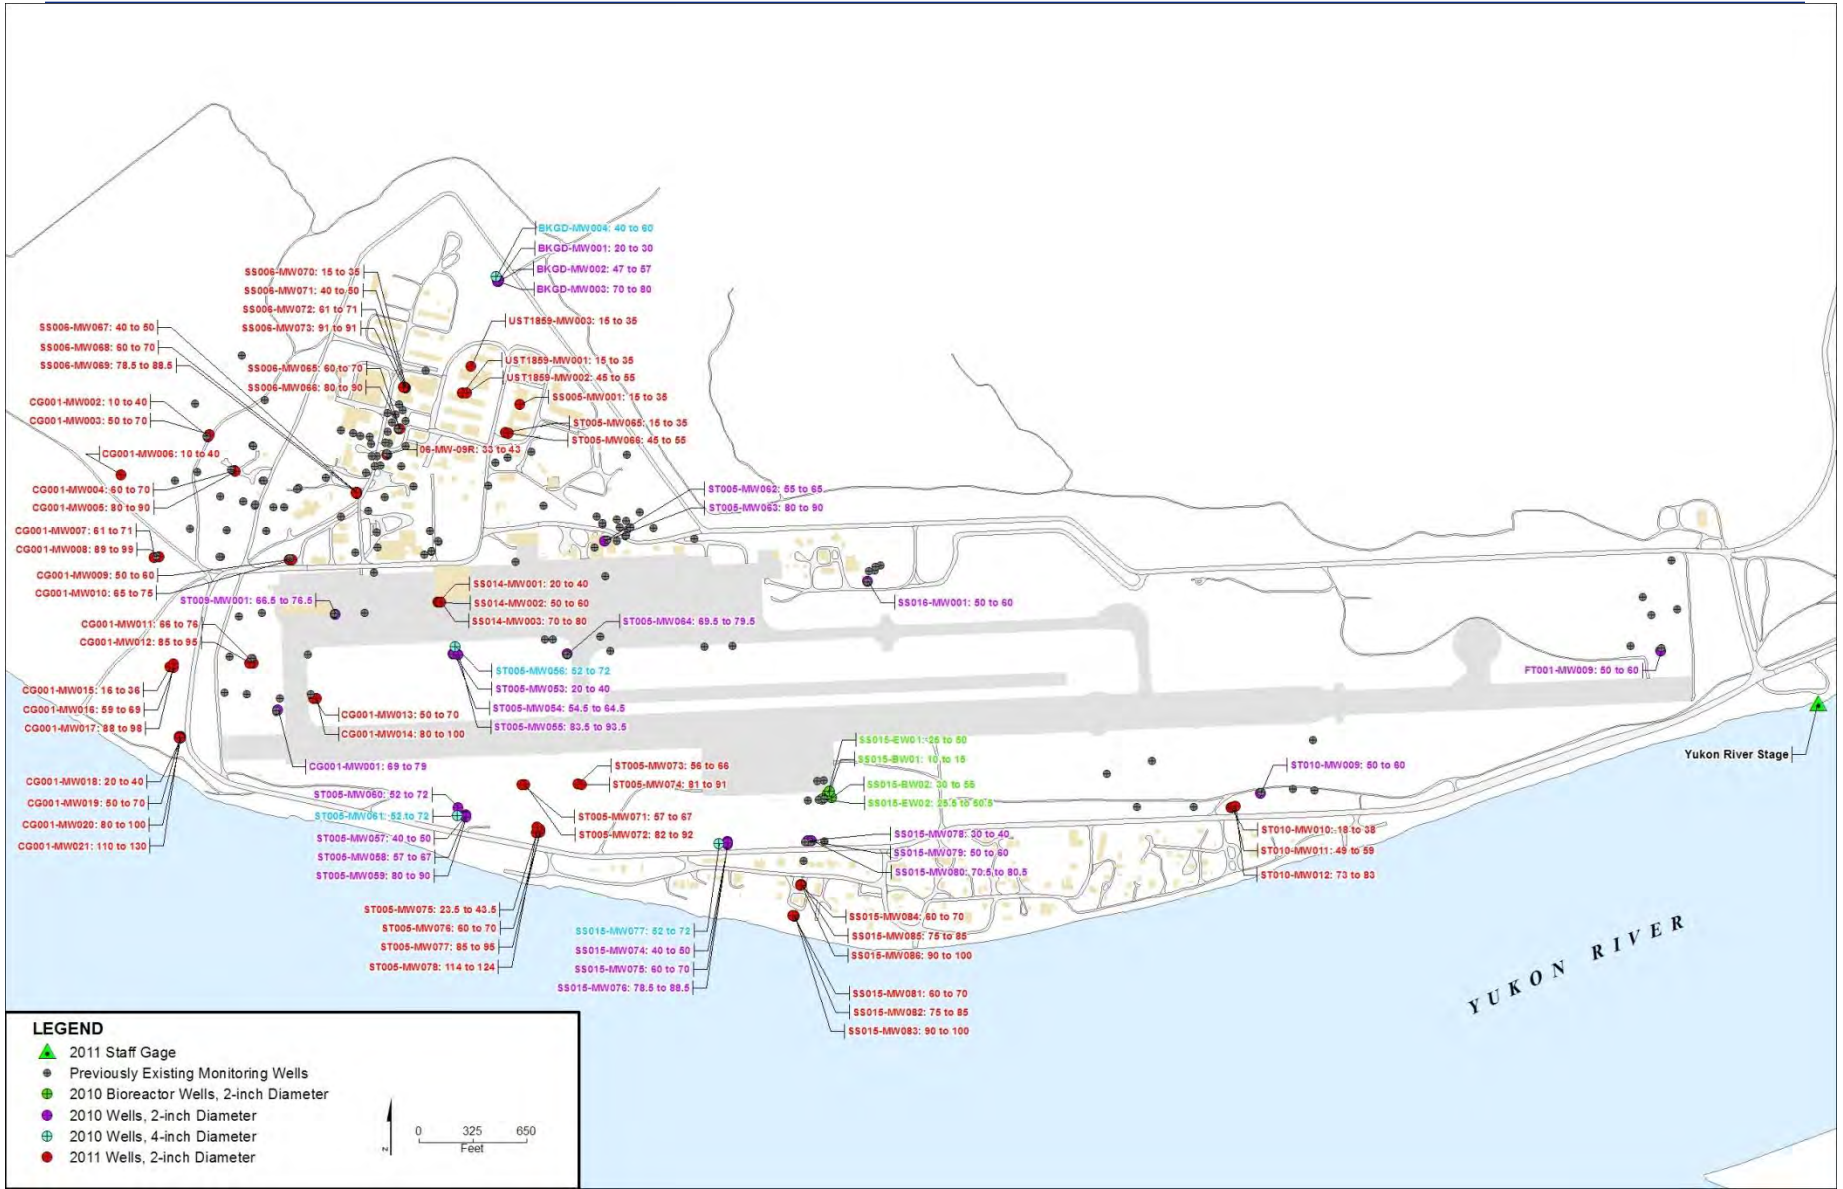 BKGD-MW004: 40 to 60
BKGD-MW001: 20 to 30
BKGD-MW002: 47 to 57
BKGD-MW003: 70 to 80
SS006-MW070: 15 to 35
SS006-MW071: 40 to 50
SS006-MW072: 61 to 71
SS006-MW073: 91 to 91
SS006-MW067: 40 to 50
SS006-MW068: 60 to 70
SS006-MW069: 78.5 to 88.5
UST1859-MW003: 15 to 35
UST1859-MW001: 15 to 35
UST1859-MW002: 45 to 55
SS006-MW065: 60 to 70
SS006-MW066: 80 to 90
SS005-MW001: 15 to 35
CG001-MW002: 10 to 40
CG001-MW003: 50 to 70
ST005-MW065: 15 to 35
ST005-MW066: 45 to 55
06-MW-09R: 33 to 43
CG001-MW006: 10 to 40
CG001-MW004: 60 to 70
CG001-MW005: 80 to 90
ST005-MW062: 55 to 65
ST005-MW063: 80 to 90
CG001-MW007: 61 to 71
CG001-MW008: 89 to 99
CG001-MW009: 50 to 60
CG001-MW010: 65 to 75
ST009-MW001: 66.5 to 76.5
SS014-MW001: 20 to 40
SS014-MW002: 50 to 60
SS014-MW003: 70 to 80
SS016-MW001: 50 to 60
CG001-MW011: 66 to 76
CG001-MW012: 85 to 95
ST005-MW064: 69.5 to 79.5
ST005-MW056: 52 to 72
ST005-MW053: 20 to 40
ST005-MW054: 54.5 to 64.5
ST005-MW055: 83.5 to 93.5
FT001-MW009: 50 to 60
CG001-MW015: 16 to 36
CG001-MW016: 59 to 69
CG001-MW017: 88 to 98
CG001-MW013: 50 to 70
CG001-MW014: 80 to 100
CG001-MW001: 69 to 79
SS015-EW01: 25 to 50
SS015-BW01: 10 to 15
SS015-BW02: 30 to 55
SS015-EW02: 25.5 to 50.5
Yukon River Stage
CG001-MW018: 20 to 40
CG001-MW019: 50 to 70
CG001-MW020: 80 to 100
CG001-MW021: 110 to 130
ST005-MW073: 56 to 66
ST005-MW074: 81 to 91
ST010-MW009: 50 to 60
ST005-MW060: 52 to 72
ST005-MW061: 52 to 72
ST005-MW057: 40 to 50
ST005-MW058: 57 to 67
ST005-MW059: 80 to 90
ST005-MW071: 57 to 67
ST005-MW072: 82 to 92
SS015-MW078: 30 to 40
SS015-MW079: 50 to 60
SS015-MW080: 70.5 to 80.5
ST010-MW010: 18 to 38
ST010-MW011: 49 to 59
ST010-MW012: 73 to 83
ST005-MW075: 23.5 to 43.5
ST005-MW076: 60 to 70
ST005-MW077: 85 to 95
ST005-MW078: 114 to 124
SS015-MW077: 52 to 72
SS015-MW074: 40 to 50
SS015-MW075: 60 to 70
SS015-MW076: 78.5 to 88.5
SS015-MW084: 60 to 70
SS015-MW085: 75 to 85
SS015-MW086: 90 to 100
SS015-MW081: 60 to 70
SS015-MW082: 75 to 85
SS015-MW083: 90 to 100
YUKON RIVER
LEGEND
2011 Staff Gage
Previously Existing Monitoring Wells
2010 Bioreactor Wells, 2-inch Diameter
2010 Wells, 2-inch Diameter
2010 Wells, 4-inch Diameter
2011 Wells, 2-inch Diameter
N
0 325 650
Feet